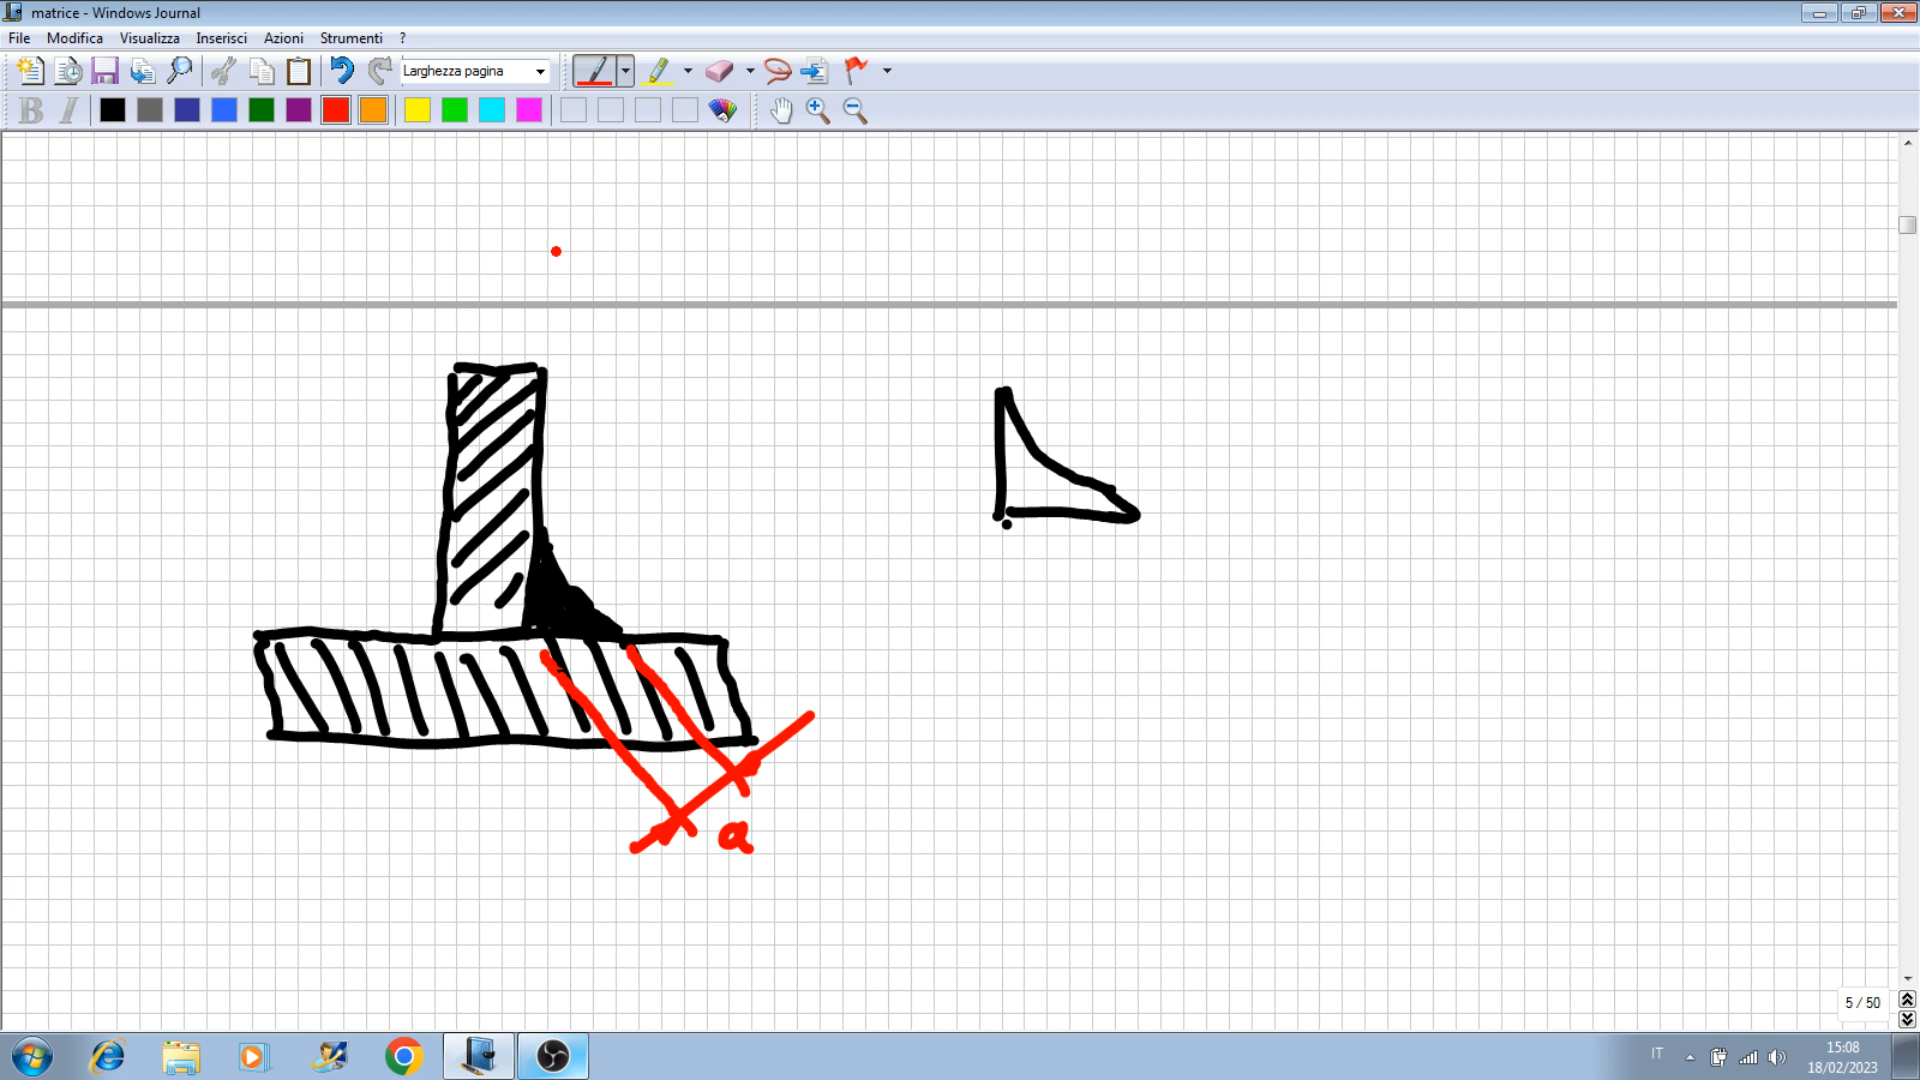 matrice - Windows Journal
File Modifica Visualizza Inserisci Azioni Strumenti ?
Larghezza pagina
B I
a
5 / 50
IT
15:08
18/02/2023